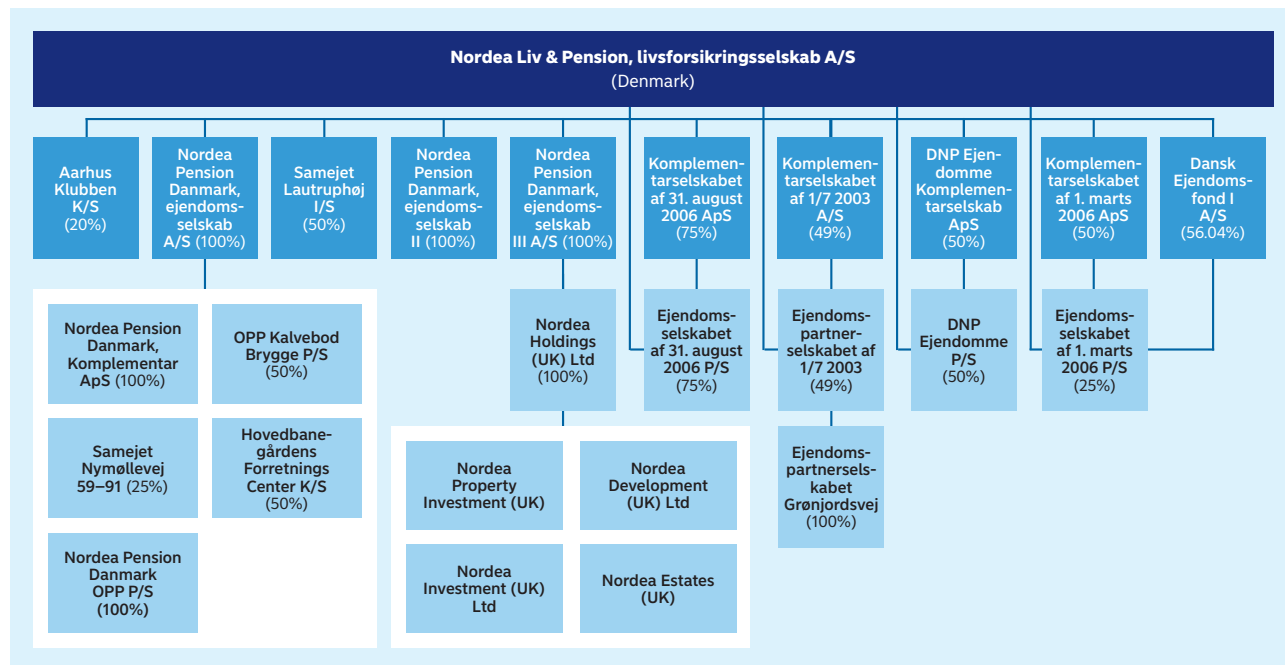 Nordea Liv & Pension, livsforsikringsselskab A/S
(Denmark)
Aarhus
Klubben
K/S
(20%)
Nordea
Pension
Danmark,
ejendoms-
selskab
A/S (100%)
Samejet
Lautruphøj
I/S
(50%)
Nordea
Pension
Danmark,
ejendoms-
selskab
II (100%)
Nordea
Pension
Danmark,
ejendoms-
selskab
III A/S (100%)
Komplemen-
tarselskabet
af 31. august
2006 ApS
(75%)
Komplemen-
tarselskabet
af 1/7 2003
A/S
(49%)
DNP Ejen-
domme
Komplemen-
tarselskab
ApS
(50%)
Komplemen-
tarselskabet
af 1. marts
2006 ApS
(50%)
Dansk
Ejendoms-
fond I
A/S
(56.04%)
Nordea Pension
Danmark,
Komplementar
ApS (100%)
OPP Kalvebod
Brygge P/S
(50%)
Samejet
Nymøllevej
59–91 (25%)
Hovedbane-
gårdens
Forretnings
Center K/S
(50%)
Nordea Pension
Danmark
OPP P/S
(100%)
Nordea
Holdings
(UK) Ltd
(100%)
Ejendoms-
selskabet
af 31. august
2006 P/S
(75%)
Ejendoms-
partner-
selskabet af
1/7 2003
(49%)
DNP
Ejendomme
P/S
(50%)
Ejendoms-
selskabet
af 1. marts
2006 P/S
(25%)
Nordea
Property
Investment (UK)
Nordea
Development
(UK) Ltd
Nordea
Investment (UK)
Ltd
Nordea Estates
(UK)
Ejendoms-
partnersels-
kabet
Grønjordsvej
(100%)